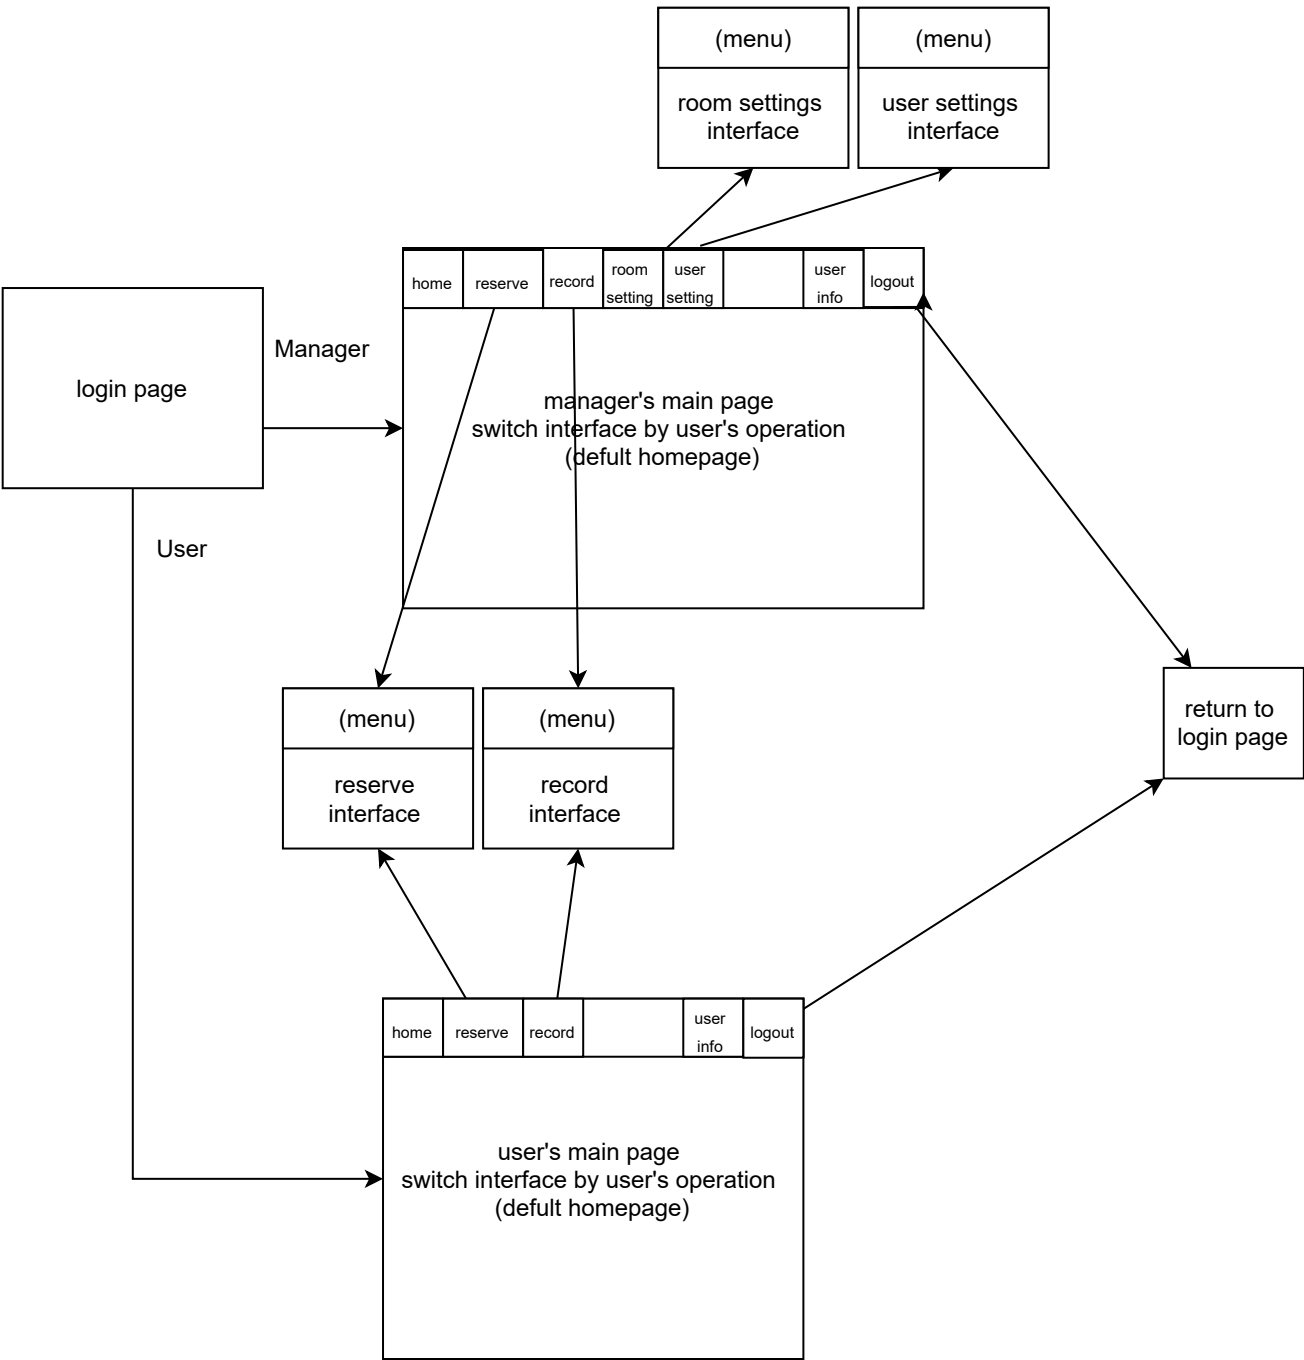 (menu)
room settings
interface
(menu)
user settings
interface
home
reserve
record
room
setting
user
setting
user
info
logout
login page
Manager
manager's main page
switch interface by user's operation
(defult homepage)
User
(menu)
reserve
interface
(menu)
record
interface
return to
login page
home
reserve
record
user
info
logout
user's main page
switch interface by user's operation
(defult homepage)